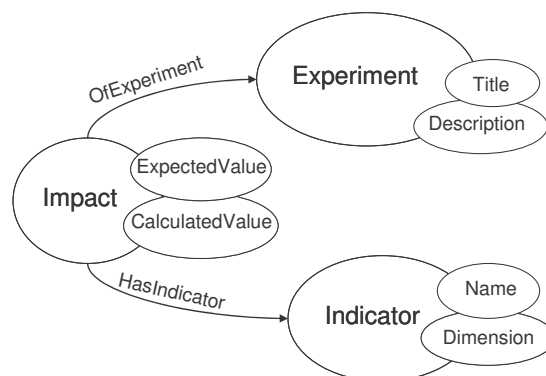 OfExperiment
Experiment
Title
Description
Impact
ExpectedValue
CalculatedValue
HasIndicator
Indicator
Name
Dimension